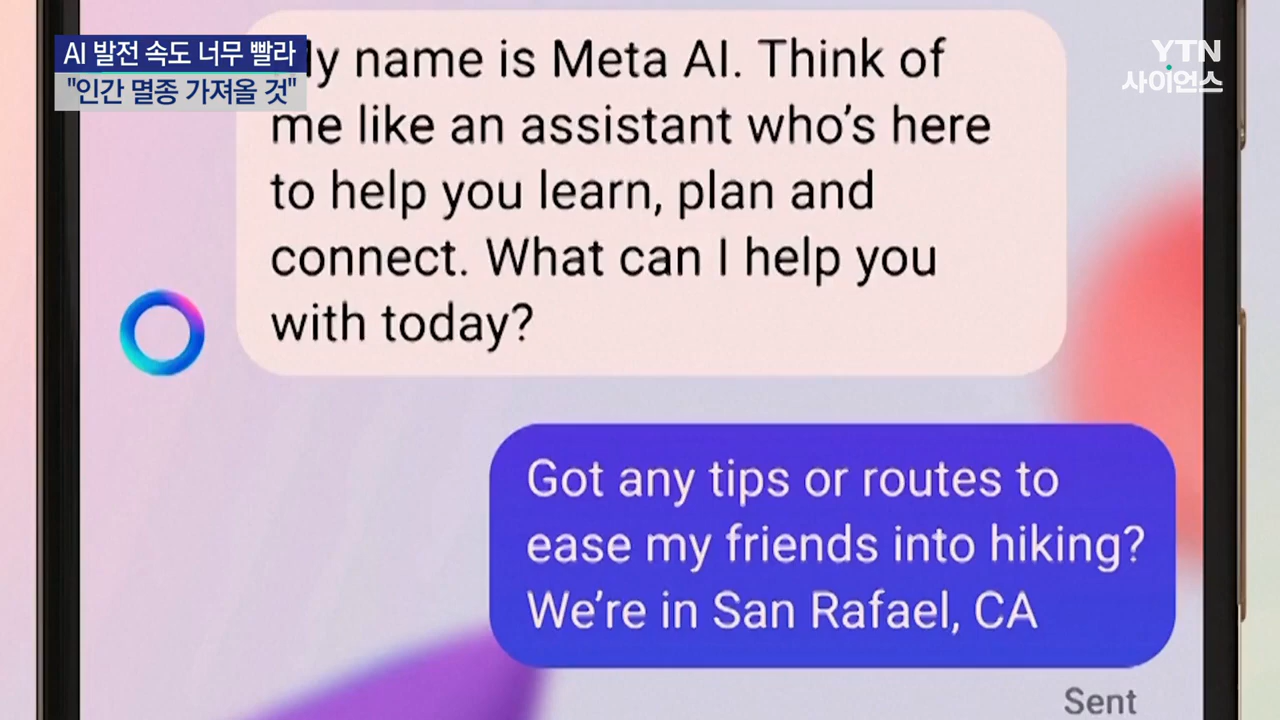 AI 발전 속도 너무 빨라
"인간 멸종 가져올 것"
YTN
사이언스
name is Meta AI. Think of
me like an assistant who's here
to help you learn, plan and
connect. What can I help you
with today?
Got any tips or routes to
ease my friends into hiking?
We're in San Rafael, CA
Sent